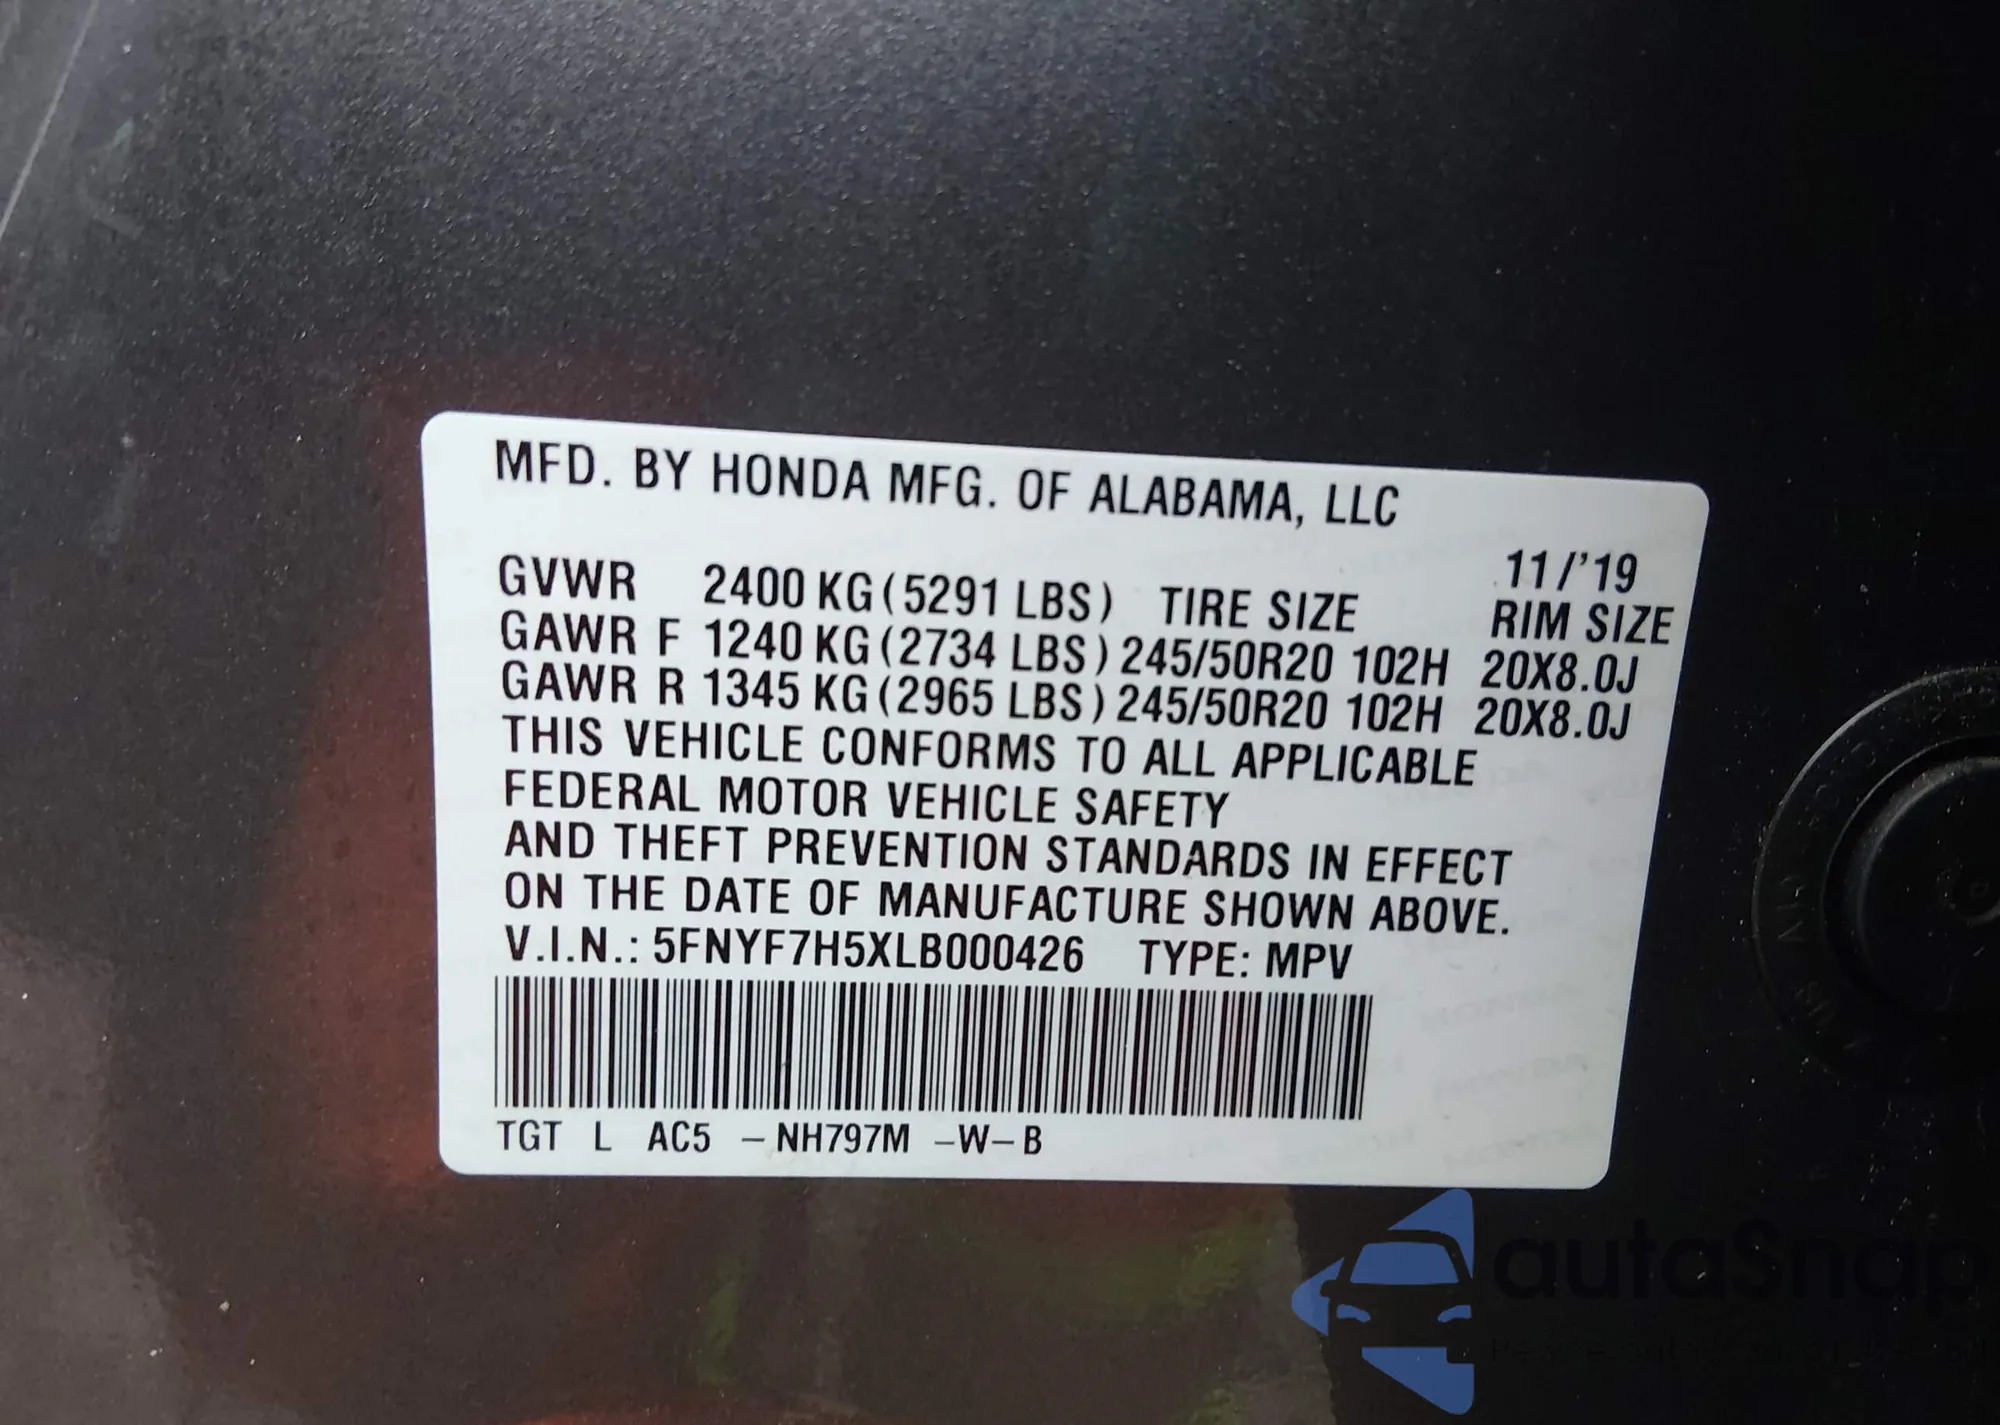 MFD. BY HONDA MFG. OF ALABAMA, LLC
11/'19
GVWR 2400 KG (5291 LBS) TIRE SIZE RIM SIZE
GAWR F 1240 KG (2734 LBS) 245/50R20 102H 20X8.0J
GAWR R 1345 KG (2965 LBS) 245/50R20 102H 20X8.0J
THIS VEHICLE CONFORMS TO ALL APPLICABLE
FEDERAL MOTOR VEHICLE SAFETY
AND THEFT PREVENTION STANDARDS IN EFFECT
ON THE DATE OF MANUFACTURE SHOWN ABOVE.
V.I.N.: 5FNYF7H5XLB000426 TYPE: MPV
TGT L AC5 -NH797M -W-B
autaSnap